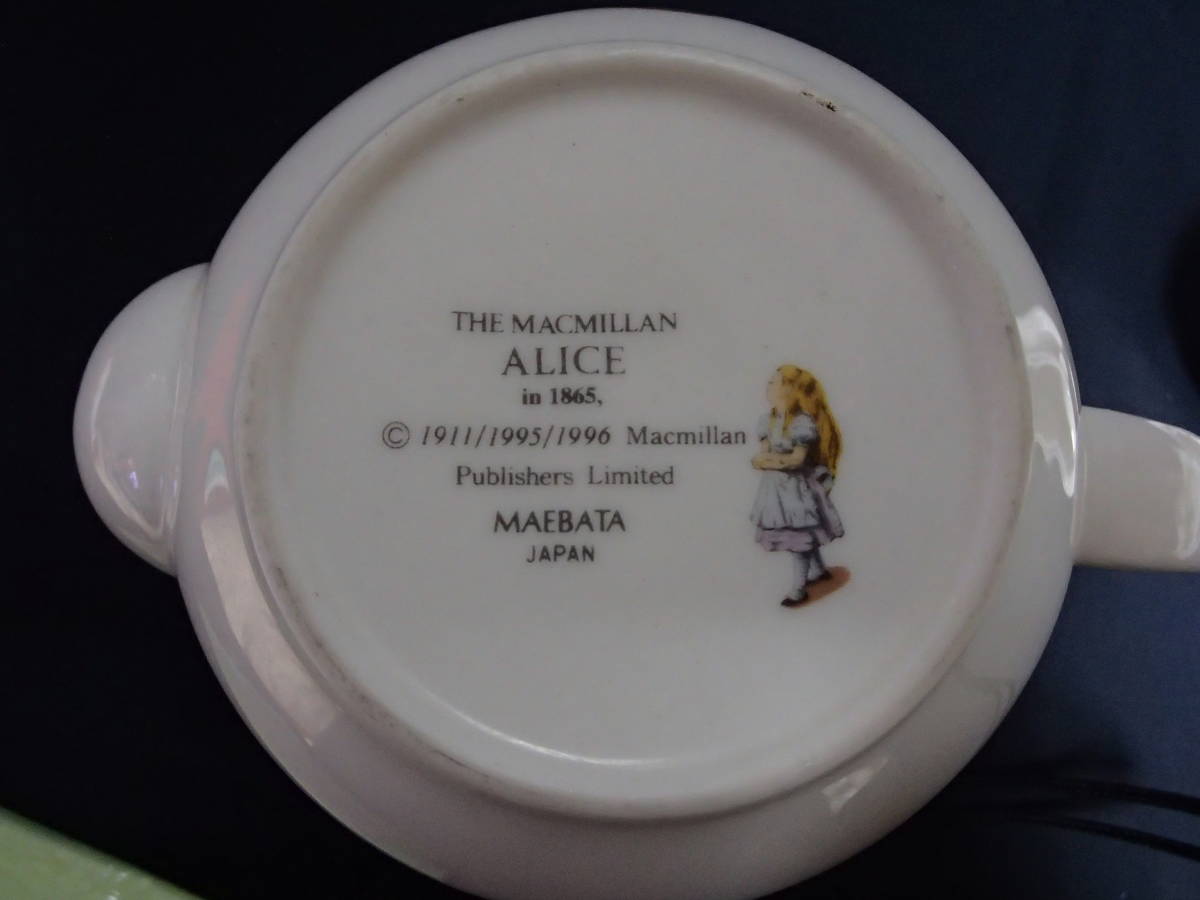 THE MACMILLAN
ALICE
in 1865,
© 1911/1995/1996 Macmillan
Publishers Limited
MAEBATA
JAPAN